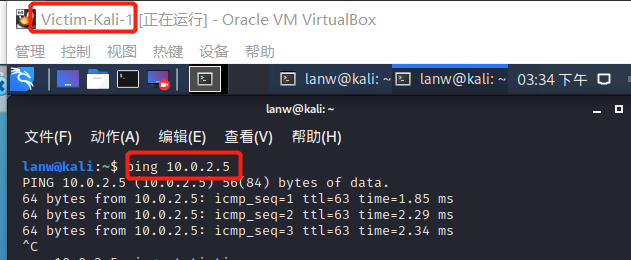 Victim-Kali-1 [正在运行] - Oracle VM VirtualBox
管理 控制 视图 热键 设备 帮助
lanw@kali: ~ lanw@kali: ~ 03:34 下午
lanw@kali: ~
文件(F) 动作(A) 编辑(E) 查看(V) 帮助(H)
lanw@kali:~$ ping 10.0.2.5
PING 10.0.2.5 (10.0.2.5) 56(84) bytes of data.
64 bytes from 10.0.2.5: icmp_seq=1 ttl=63 time=1.85 ms
64 bytes from 10.0.2.5: icmp_seq=2 ttl=63 time=2.29 ms
64 bytes from 10.0.2.5: icmp_seq=3 ttl=63 time=2.34 ms
^C